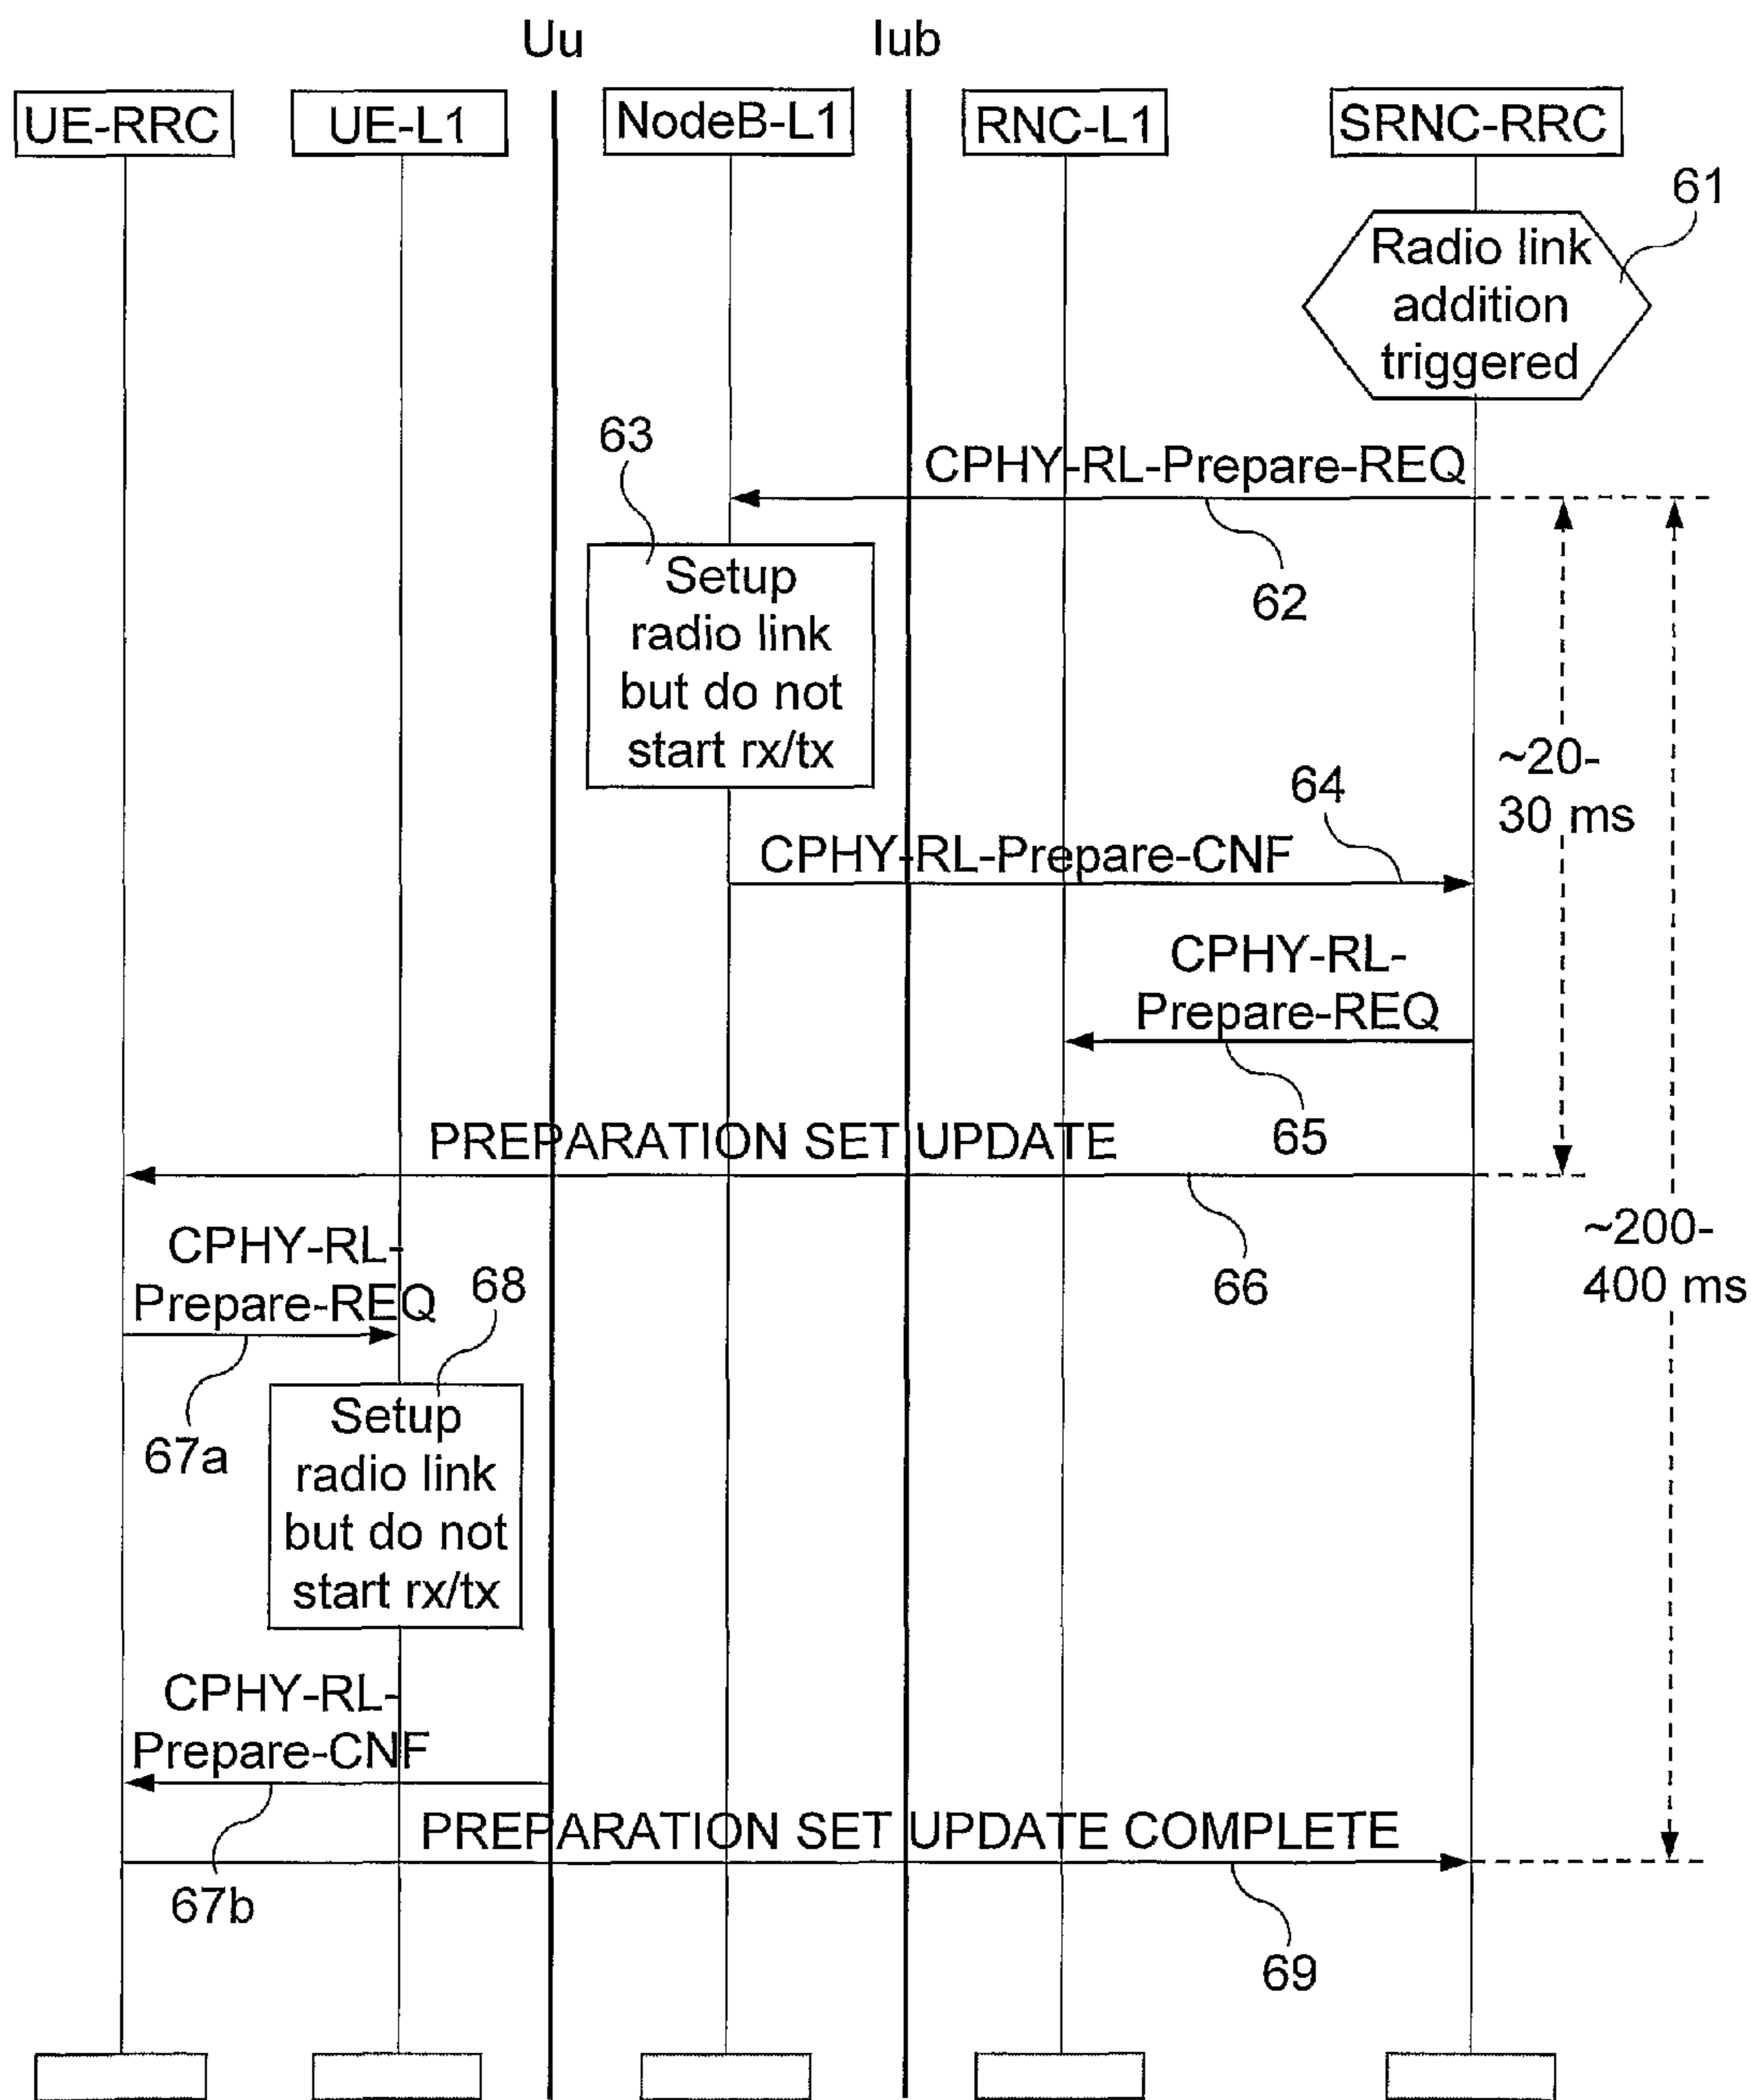 Uu
Iub
UE-RRC
UE-L1
NodeB-L1
RNC-L1
SRNC-RRC
61
Radio link
addition
triggered
63
CPHY-RL-Prepare-REQ
62
Setup
radio link
but do not
start rx/tx
~20-
30 ms
64
CPHY-RL-Prepare-CNF
CPHY-RL-
Prepare-REQ
65
PREPARATION SET UPDATE
66
~200-
400 ms
CPHY-RL-
Prepare-REQ
67a
68
Setup
radio link
but do not
start rx/tx
CPHY-RL-
Prepare-CNF
67b
PREPARATION SET UPDATE COMPLETE
69